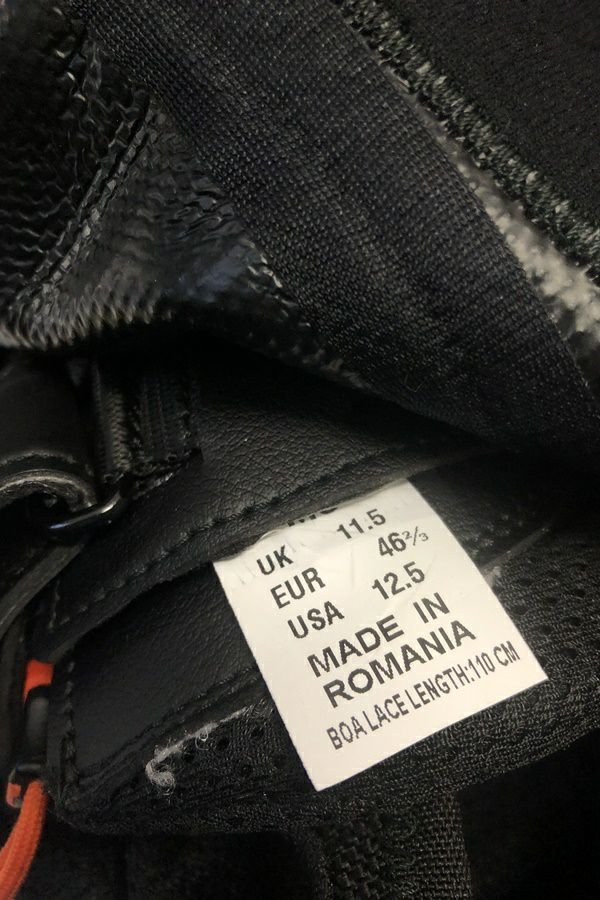 UK 11.5
EUR 46⅔
USA 12.5
MADE IN
ROMANIA
BOA LACE LENGTH:110 CM